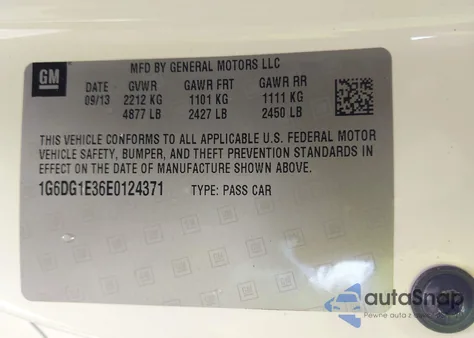 GM
MFD BY GENERAL MOTORS LLC
DATE GVWR GAWR FRT GAWR RR
09/13 2212 KG 1101 KG 1111 KG
4877 LB 2427 LB 2450 LB
THIS VEHICLE CONFORMS TO ALL APPLICABLE U.S. FEDERAL MOTOR
VEHICLE SAFETY, BUMPER, AND THEFT PREVENTION STANDARDS IN
EFFECT ON THE DATE OF MANUFACTURE SHOWN ABOVE.
1G6DG1E36E0124371 TYPE: PASS CAR
autoSnap
Pewne auta z